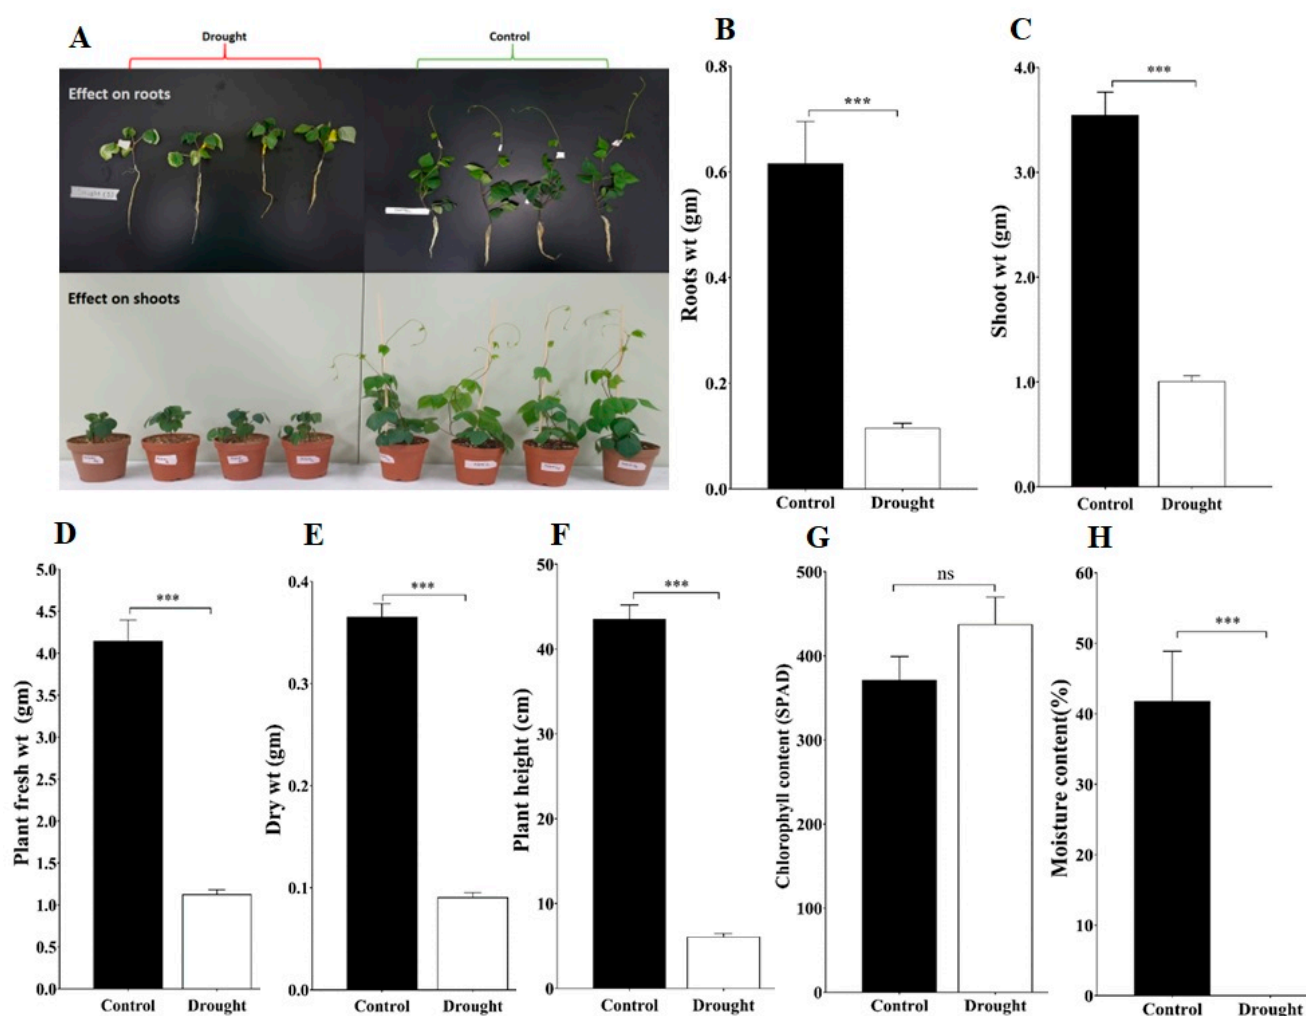 A
Drought
Control
Effect on roots
Effect on shoots
B
Roots wt (gm)
0.8
0.6
0.4
0.2
0.0
***
Control Drought
C
Shoot wt (gm)
4.0
3.0
2.0
1.0
0.0
***
Control Drought
D
Plant fresh wt (gm)
5.0
4.5
4.0
3.5
3.0
2.5
2.0
1.5
1.0
0.5
0.0
***
Control Drought
E
Dry wt (gm)
0.4
0.3
0.2
0.1
0.0
***
Control Drought
F
Plant height (cm)
50
40
30
20
10
0
***
Control Drought
G
Chlorophyll content (SPAD)
500
400
300
200
100
0
ns
Control Drought
H
Moisture content(%)
60
50
40
30
20
10
0
***
Control Drought